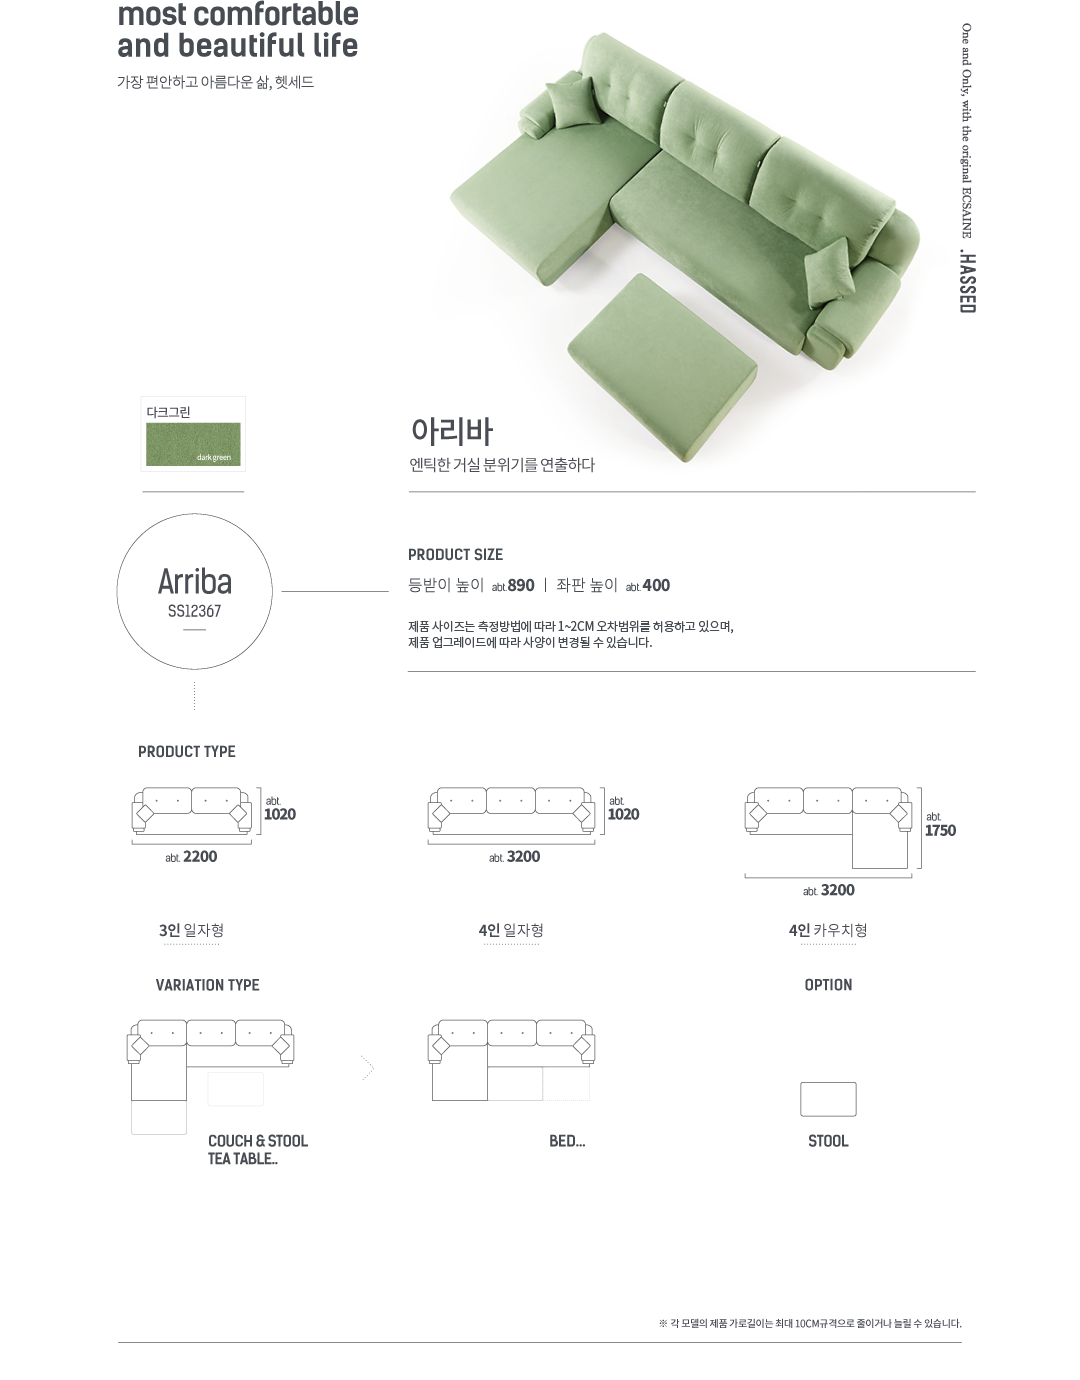 most comfortable
and beautiful life
가장 편안하고 아름다운 삶, 헷세드
One and Only, with the original ECSAINE .HASSED
다크그린
dark green
아리바
엔틱한 거실 분위기를 연출하다
Arriba
SS12367
PRODUCT SIZE
등받이 높이 abt.890 | 좌판 높이 abt.400
제품 사이즈는 측정방법에 따라 1~2CM 오차범위를 허용하고 있으며,
제품 업그레이드에 따라 사양이 변경될 수 있습니다.
PRODUCT TYPE
abt.
1020
abt. 2200
3인 일자형
abt.
1020
abt. 3200
4인 일자형
abt.
1750
abt. 3200
4인 카우치형
VARIATION TYPE
COUCH & STOOL
TEA TABLE..
BED...
OPTION
STOOL
※ 각 모델의 제품 가로길이는 최대 10CM규격으로 줄이거나 늘릴 수 있습니다.